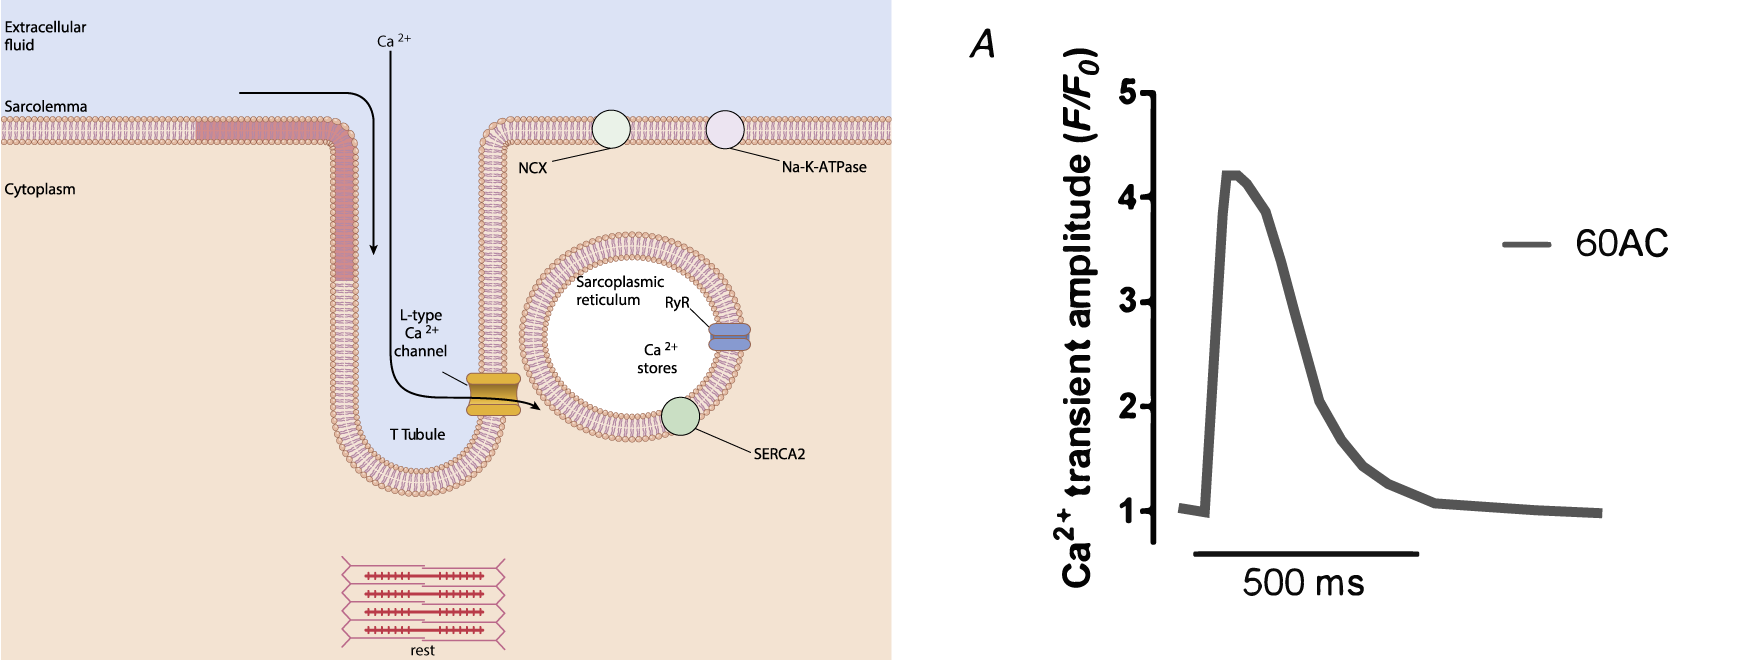 Extracellular
fluid
Ca 2+
Sarcolemma
NCX
Na-K-ATPase
Cytoplasm
Sarcoplasmic
reticulum
RyR
L-type
Ca 2+
channel
Ca 2+
stores
T Tubule
SERCA2
rest
A
Ca2+ transient amplitude (F/F0)
5
4
3
2
1
60AC
500 ms